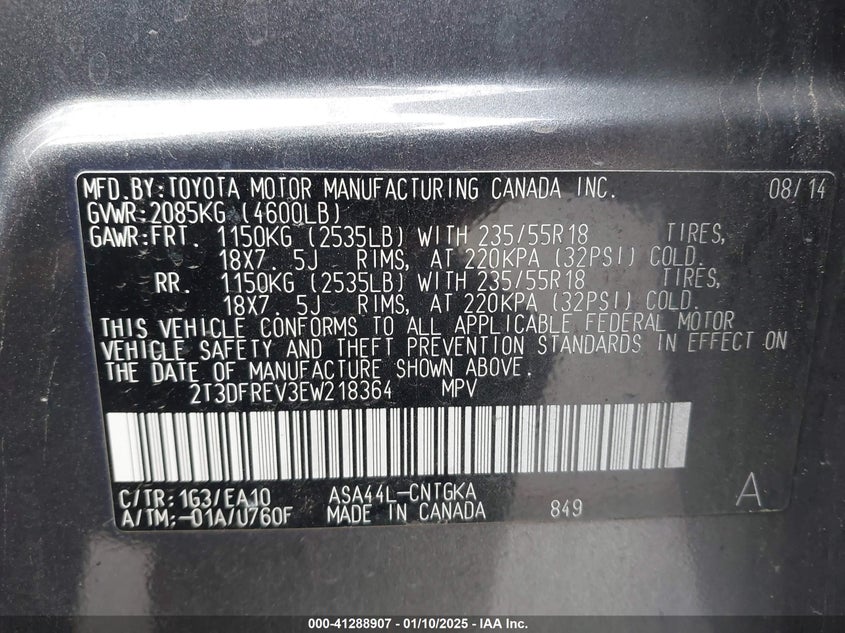 MFD.BY:TOYOTA MOTOR MANUFACTURING CANADA INC. 08/14
GVWR:2085KG (4600LB)
GAWR:FRT. 1150KG (2535LB) WITH 235/55R18 TIRES,
18X7. 5J RIMS, AT 220KPA (32PSI) COLD.
RR. 1150KG (2535LB) WITH 235/55R18 TIRES,
18X7. 5J RIMS, AT 220KPA (32PSI) COLD.
THIS VEHICLE CONFORMS TO ALL APPLICABLE FEDERAL MOTOR
VEHICLE SAFETY AND THEFT PREVENTION STANDARDS IN EFFECT ON
THE DATE OF MANUFACTURE SHOWN ABOVE.
2T3DFREV3EW218364 MPV
C/TR:1G3/EA10 ASA44L-CNTGKA A
A/TM:-01A/U760F MADE IN CANADA 849
000-41288907 - 01/10/2025 - IAA Inc.